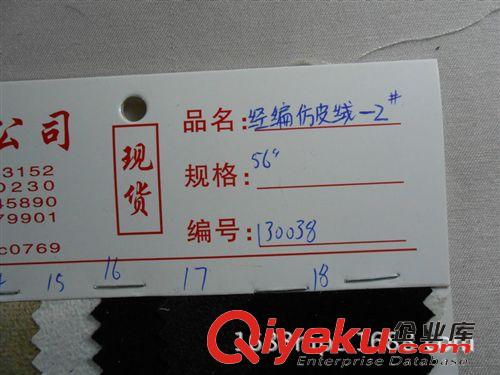 公司
现货
品名:经编仿皮绒-2#
3152
规格:56"
0230
45890
79901
编号:130038
c0769
15 16 17 18
Qiyeku 企业库
Enterprise Database